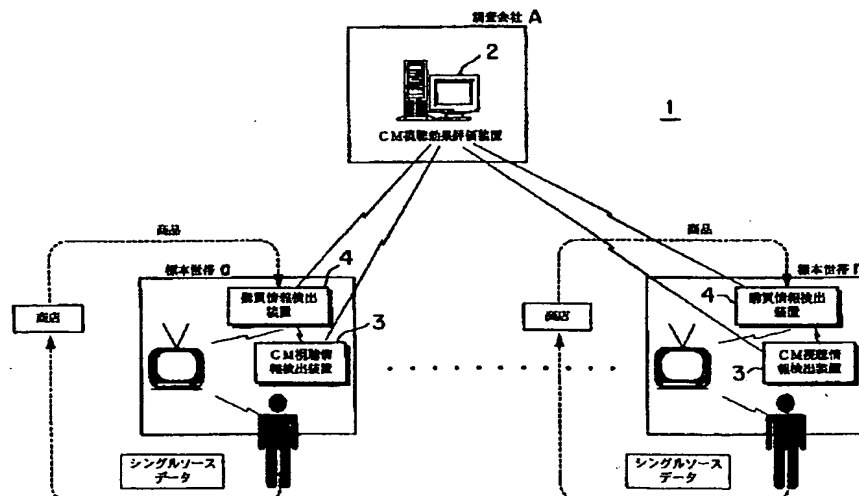 調査会社 A
2
1
CM視聴効果評価装置
商品
標本世帯 a
4
購買情報検出
装置
商店
3
CM視聴情
報検出装置
シングルソース
データ
商品
標本世帯 n
4
購買情報検出
装置
商店
CM視聴情
報検出装置
3
シングルソース
データ